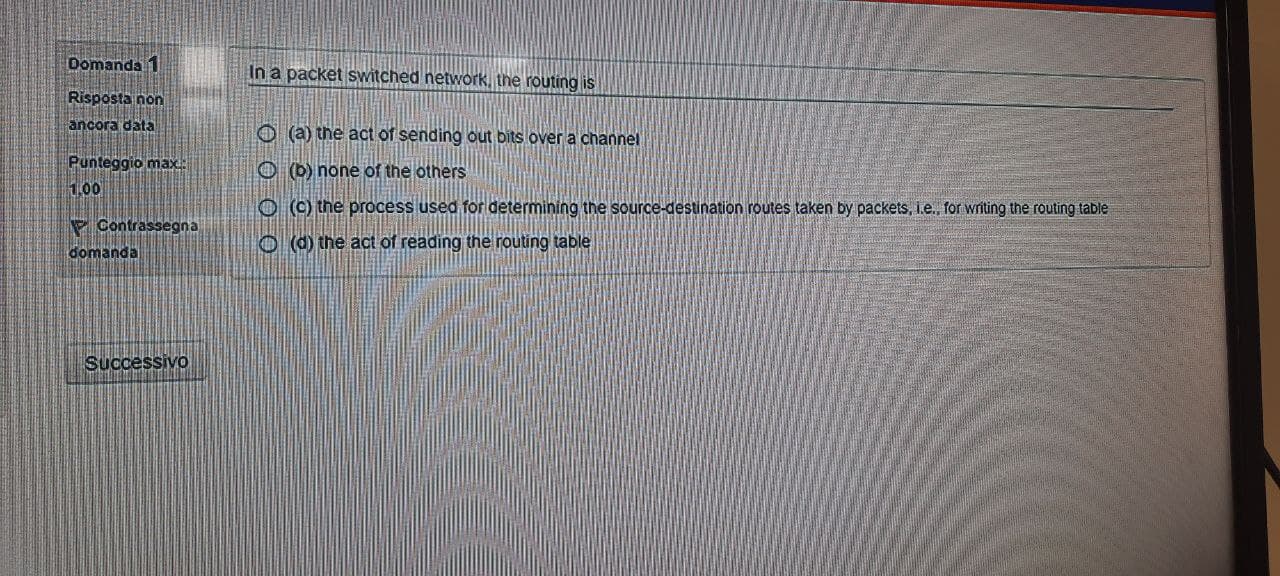 Domanda 1
Risposta non
ancora data
Punteggio max.:
1,00
Contrassegna
domanda
In a packet switched network, the routing is
(a) the act of sending out bits over a channel
(b) none of the others
(c) the process used for determining the source-destination routes taken by packets, i.e., for writing the routing table
(d) the act of reading the routing table
Successivo